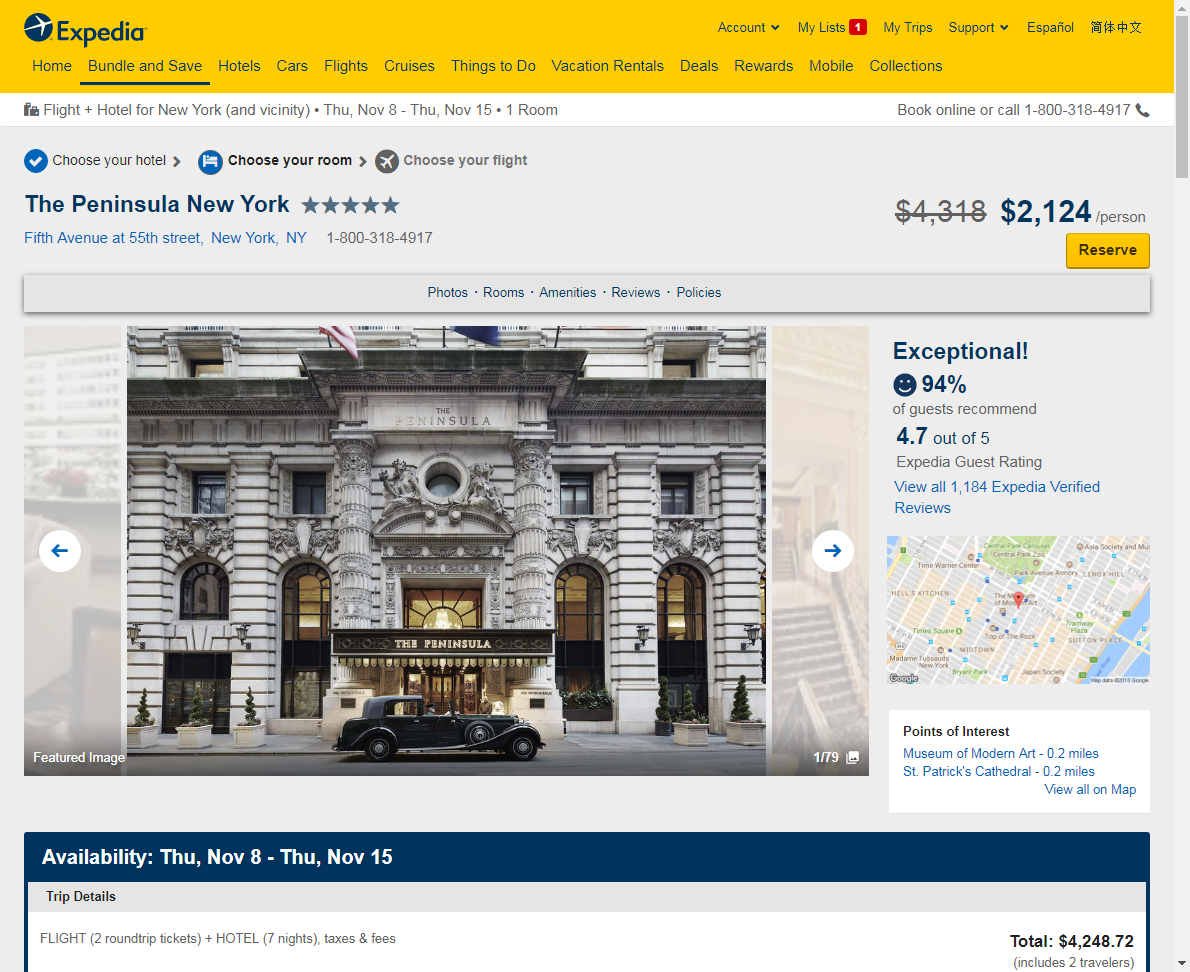 Expedia
Account My Lists 1 My Trips Support Español 简体中文
Home Bundle and Save Hotels Cars Flights Cruises Things to Do Vacation Rentals Deals Rewards Mobile Collections
Flight + Hotel for New York (and vicinity) • Thu, Nov 8 - Thu, Nov 15 • 1 Room
Book online or call 1-800-318-4917
Choose your hotel Choose your room Choose your flight
The Peninsula New York
$4,318 $2,124 /person
Fifth Avenue at 55th street, New York, NY 1-800-318-4917
Reserve
Photos · Rooms · Amenities · Reviews · Policies
THE
PENINSULA
THE PENINSULA
Featured Image
1/79
Exceptional!
94%
of guests recommend
4.7 out of 5
Expedia Guest Rating
View all 1,184 Expedia Verified
Reviews
Central Park Carousel
Asia Society and Mus
Central Park Zoo
Time Warner Center
Park Avenue Armory
LENOX HILL
HELL'S KITCHEN
The Museum
of Modern Art
Times Square
Tramway
Plaza
Top of The Rock
SUTTON PLACE
495
MIDTOWN
Madame Tussauds
New York
Bryant Park
Japan Society
Google
Map data ©2018 Google
Points of Interest
Museum of Modern Art - 0.2 miles
St. Patrick's Cathedral - 0.2 miles
View all on Map
Availability: Thu, Nov 8 - Thu, Nov 15
Trip Details
FLIGHT (2 roundtrip tickets) + HOTEL (7 nights), taxes & fees
Total: $4,248.72
(includes 2 travelers)